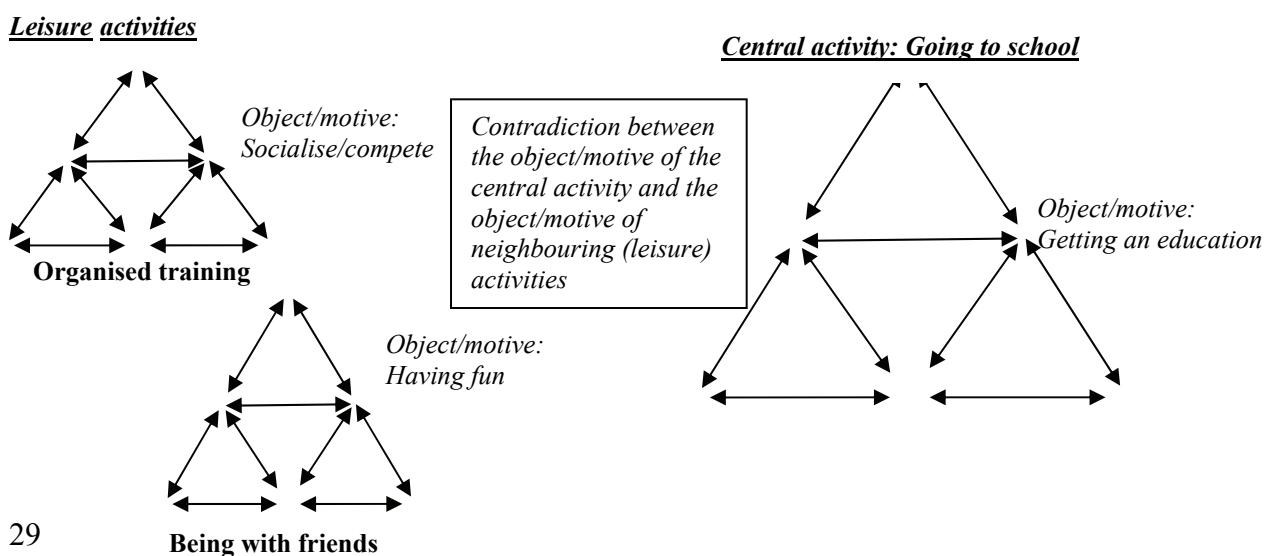 Leisure activities
Central activity: Going to school
Object/motive:
Socialise/compete
Contradiction between
the object/motive of the
central activity and the
object/motive of
neighbouring (leisure)
activities
Object/motive:
Getting an education
Organised training
Object/motive:
Having fun
29
Being with friends